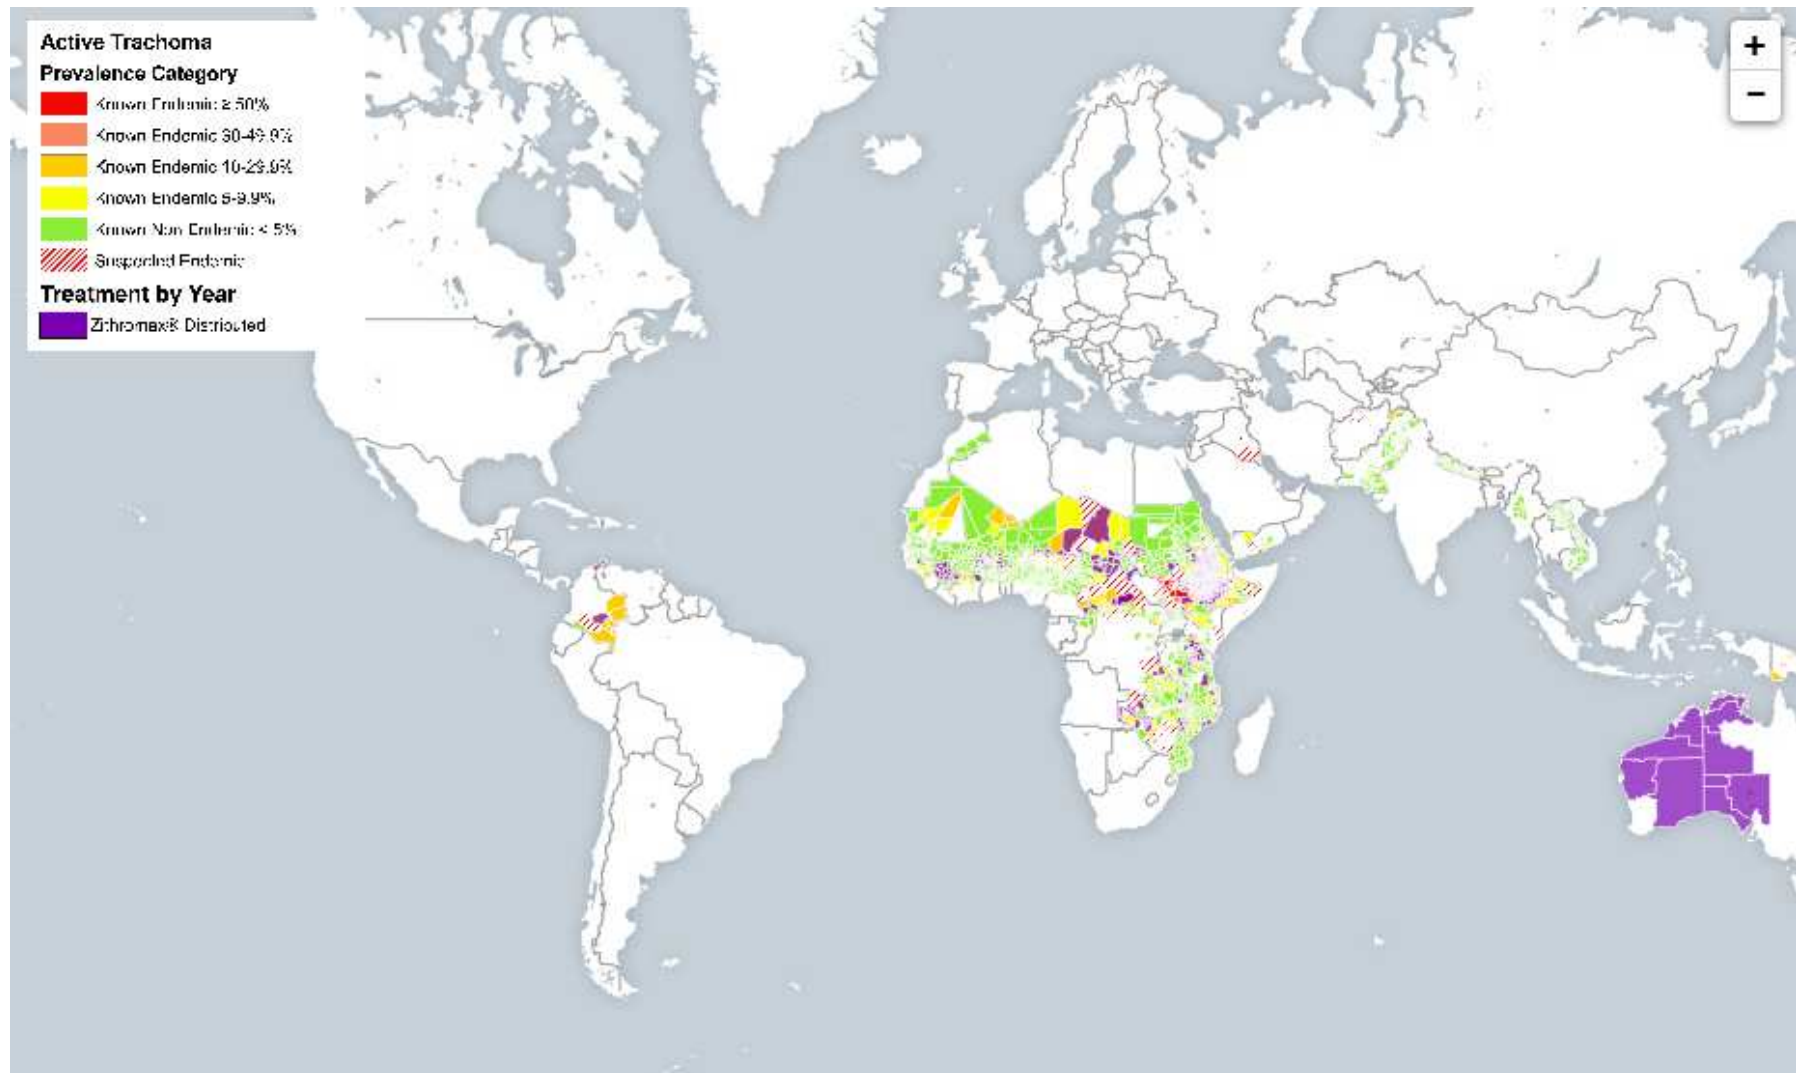 Active Trachoma
Prevalence Category
Known Endemic ≥ 50%
Known Endemic 30-49.9%
Known Endemic 10-29.9%
Known Endemic 5-9.9%
Known Non Endemic < 5%
Suspected Endemic
Treatment by Year
Zithromax® Distributed
+
−